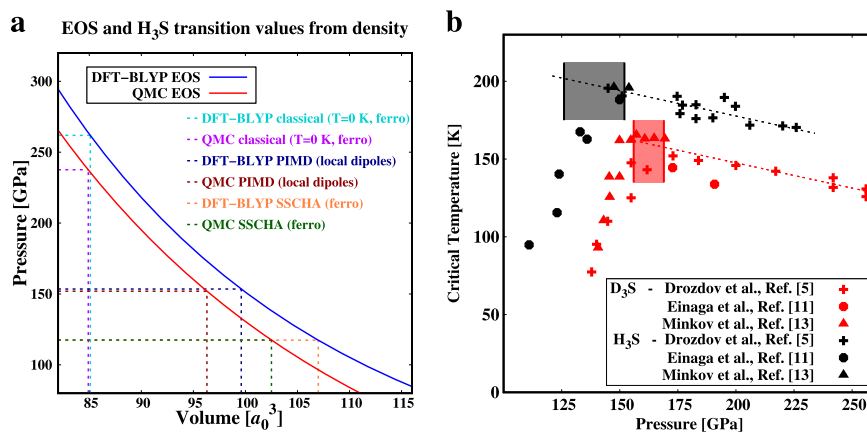 a
EOS and H₃S transition values from density
DFT−BLYP EOS
QMC EOS
DFT−BLYP classical (T=0 K, ferro)
QMC classical (T=0 K, ferro)
DFT−BLYP PIMD (local dipoles)
QMC PIMD (local dipoles)
DFT−BLYP SSCHA (ferro)
QMC SSCHA (ferro)
Pressure [GPa]
300
250
200
150
100
85 90 95 100 105 110 115
Volume [a₀³]
b
Critical Temperature [K]
200
150
100
50
0
D₃S - Drozdov et al., Ref. [5]
Einaga et al., Ref. [11]
Minkov et al., Ref. [13]
H₃S - Drozdov et al., Ref. [5]
Einaga et al., Ref. [11]
Minkov et al., Ref. [13]
125 150 175 200 225 250
Pressure [GPa]